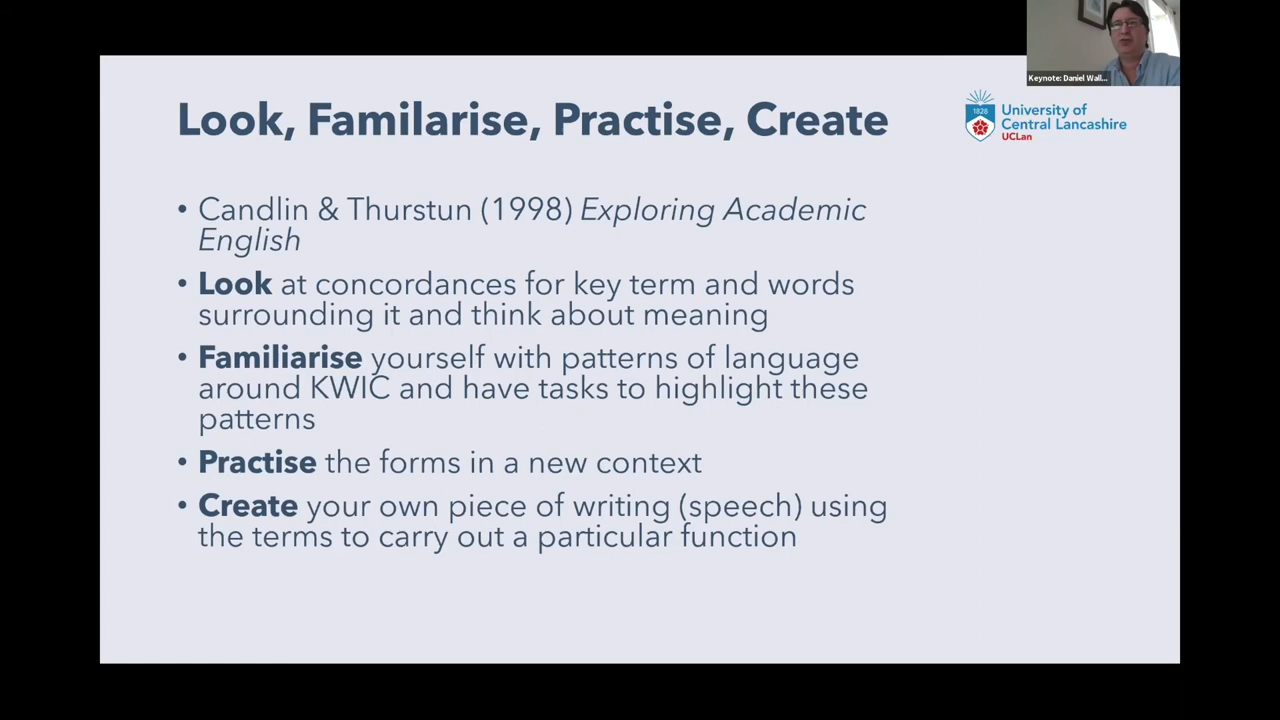 Keynote: Daniel Wall...
Look, Familarise, Practise, Create
1828
University of
Central Lancashire
UCLan
• Candlin & Thurstun (1998) Exploring Academic
English
• Look at concordances for key term and words
surrounding it and think about meaning
• Familiarise yourself with patterns of language
around KWIC and have tasks to highlight these
patterns
• Practise the forms in a new context
• Create your own piece of writing (speech) using
the terms to carry out a particular function